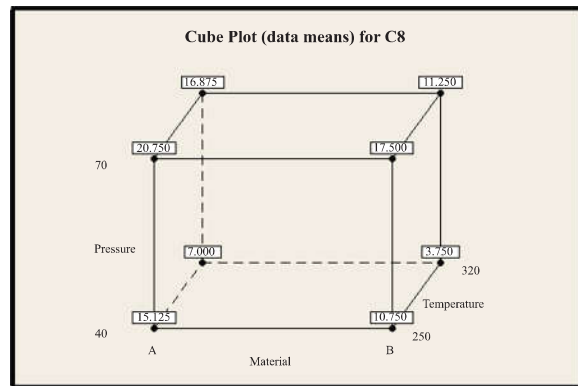 Cube Plot (data means) for C8
16.875 11.250
20.750 17.500
70
Pressure
7.000 3.750
320
Temperature
15.125 10.750
40 250
A B
Material